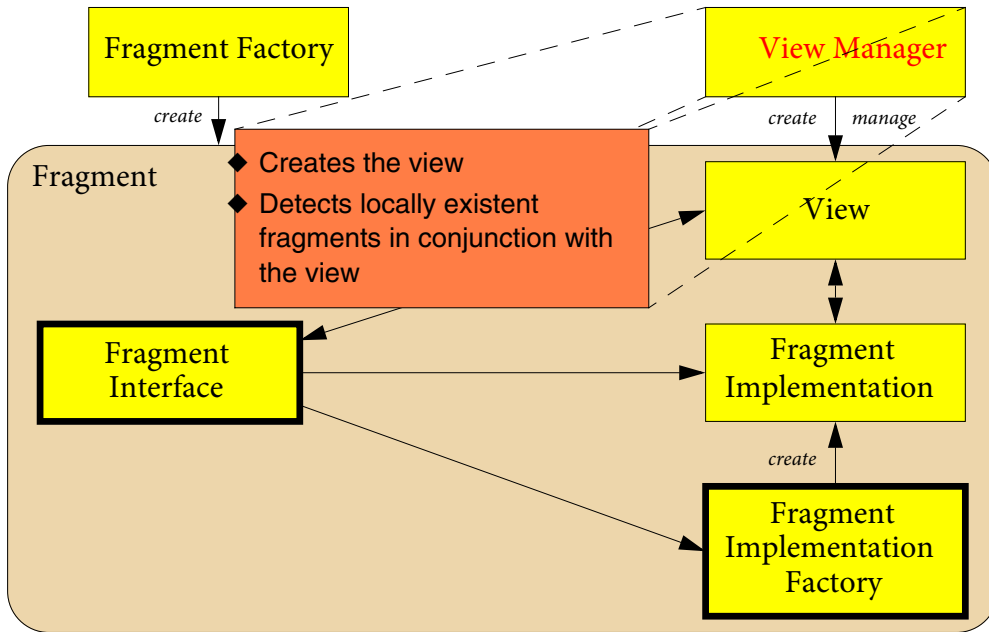 Fragment Factory
View Manager
create
create
manage
Fragment
◆ Creates the view
◆ Detects locally existent
fragments in conjunction with
the view
View
Fragment
Interface
Fragment
Implementation
create
Fragment
Implementation
Factory